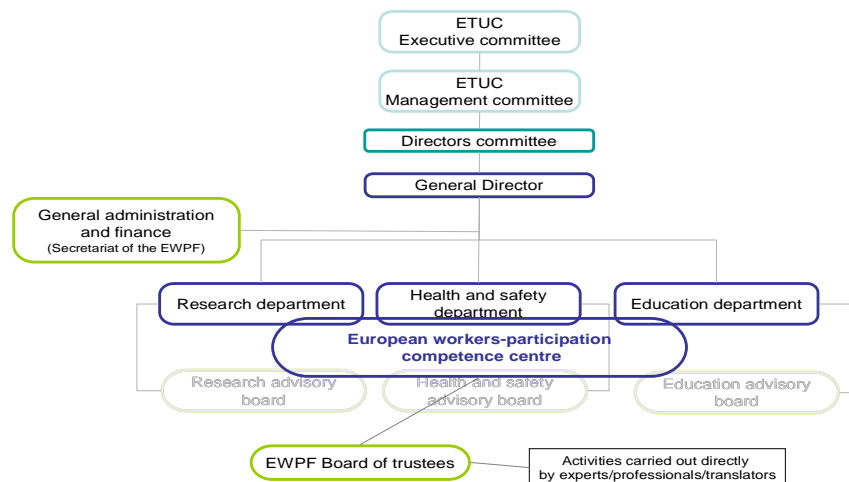 ETUC
Executive committee
ETUC
Management committee
Directors committee
General Director
General administration
and finance
(Secretariat of the EWPF)
Research department
Health and safety
department
Education department
European workers-participation
competence centre
Research advisory
board
Health and safety
advisory board
Education advisory
board
EWPF Board of trustees
Activities carried out directly
by experts/professionals/translators